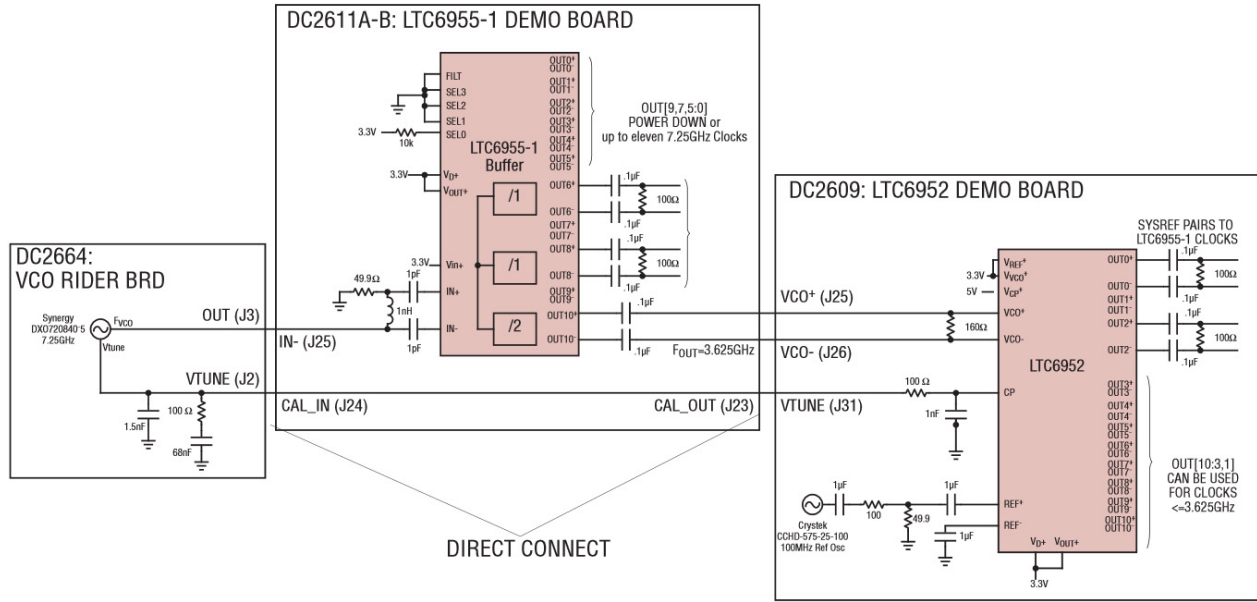 DC2611A-B: LTC6955-1 DEMO BOARD
FILT
SEL3
SEL2
SEL1
SEL0
3.3V
10k
LTC6955-1
Buffer
3.3V
VD+
VOUT+
/1
/1
/2
3.3V
Vin+
IN+
IN-
49.9Ω
1pF
1nH
1pF
OUT0+
OUT0-
OUT1+
OUT1-
OUT2+
OUT2-
OUT3+
OUT3-
OUT4+
OUT4-
OUT5+
OUT5-
OUT6+
OUT6-
OUT7+
OUT7-
OUT8+
OUT8-
OUT9+
OUT9-
OUT10+
OUT10-
OUT[9,7,5:0]
POWER DOWN or
up to eleven 7.25GHz Clocks
.1µF
100Ω
.1µF
.1µF
100Ω
.1µF
.1µF
.1µF
FOUT=3.625GHz
IN- (J25)
CAL_IN (J24)
CAL_OUT (J23)
DC2664:
VCO RIDER BRD
Synergy
DXO720840-5
7.25GHz
FVCO
Vtune
OUT (J3)
VTUNE (J2)
1.5nF
100 Ω
68nF
DIRECT CONNECT
DC2609: LTC6952 DEMO BOARD
SYSREF PAIRS TO
LTC6955-1 CLOCKS
3.3V
5V
VREF+
VVCO+
VCP+
VCO+
VCO-
LTC6952
CP
REF+
REF-
VD+
VOUT+
3.3V
VCO+ (J25)
VCO- (J26)
160Ω
VTUNE (J31)
100 Ω
1nF
1µF
100
49.9
1µF
1µF
Crystek
CCHD-575-25-100
100MHz Ref Osc
OUT0+
OUT0-
OUT1+
OUT1-
OUT2+
OUT2-
OUT3+
OUT3-
OUT4+
OUT4-
OUT5+
OUT5-
OUT6+
OUT6-
OUT7+
OUT7-
OUT8+
OUT8-
OUT9+
OUT9-
OUT10+
OUT10-
.1µF
100Ω
.1µF
.1µF
100Ω
.1µF
OUT[10:3,1]
CAN BE USED
FOR CLOCKS
<=3.625GHz